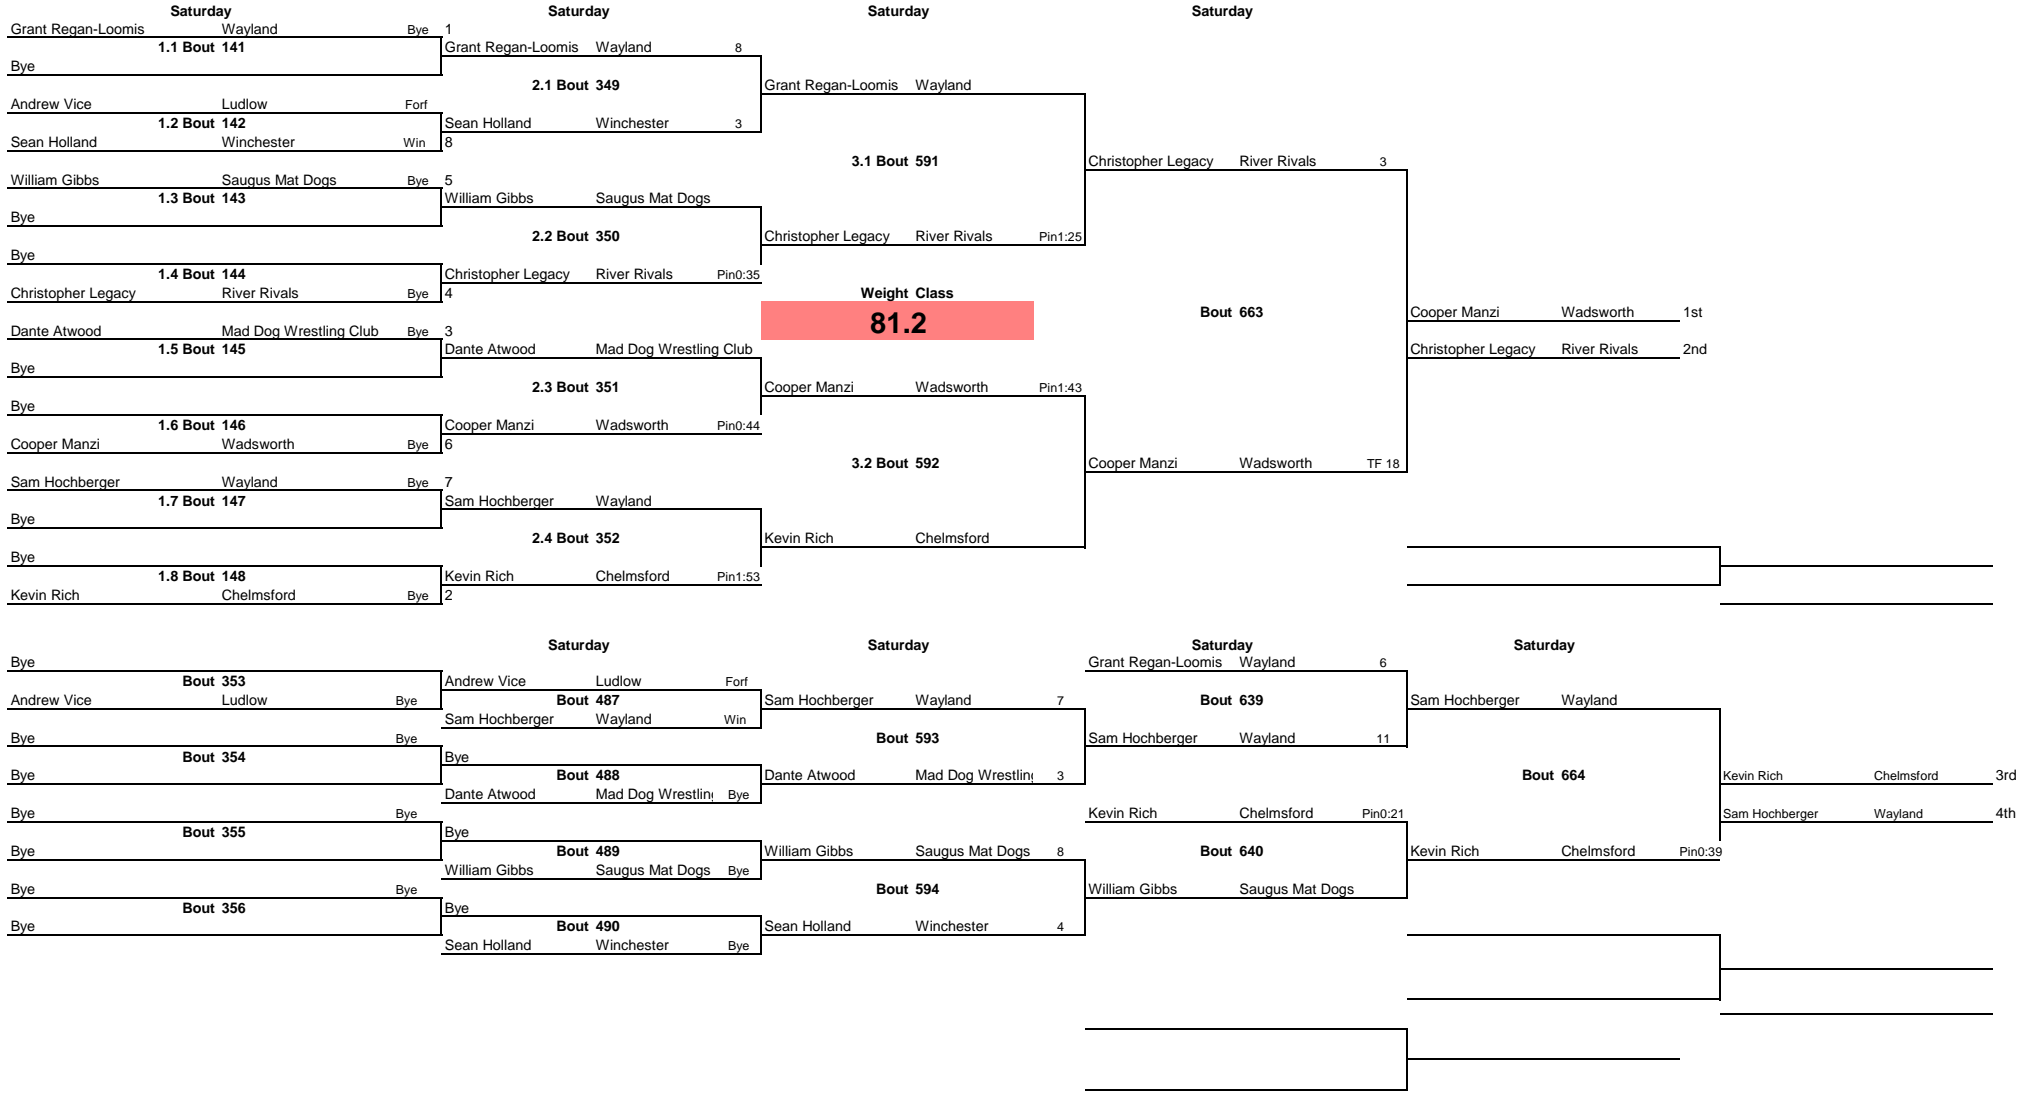 Saturday Saturday Saturday Saturday
Grant Regan-Loomis Wayland Bye 1
1.1 Bout 141 Grant Regan-Loomis Wayland 8
Bye
2.1 Bout 349 Grant Regan-Loomis Wayland
Andrew Vice Ludlow Forf
1.2 Bout 142 Sean Holland Winchester 3
Sean Holland Winchester Win 8
3.1 Bout 591 Christopher Legacy River Rivals 3
William Gibbs Saugus Mat Dogs Bye 5
1.3 Bout 143 William Gibbs Saugus Mat Dogs
Bye
2.2 Bout 350 Christopher Legacy River Rivals Pin1:25
Bye
1.4 Bout 144 Christopher Legacy River Rivals Pin0:35
Christopher Legacy River Rivals Bye 4 Weight Class
81.2 Bout 663 Cooper Manzi Wadsworth 1st
Dante Atwood Mad Dog Wrestling Club Bye 3
1.5 Bout 145 Dante Atwood Mad Dog Wrestling Club Christopher Legacy River Rivals 2nd
Bye
2.3 Bout 351 Cooper Manzi Wadsworth Pin1:43
Bye
1.6 Bout 146 Cooper Manzi Wadsworth Pin0:44
Cooper Manzi Wadsworth Bye 6
3.2 Bout 592 Cooper Manzi Wadsworth TF 18
Sam Hochberger Wayland Bye 7
1.7 Bout 147 Sam Hochberger Wayland
Bye
2.4 Bout 352 Kevin Rich Chelmsford
Bye
1.8 Bout 148 Kevin Rich Chelmsford Pin1:53
Kevin Rich Chelmsford Bye 2
Saturday Saturday Saturday Saturday
Bye Grant Regan-Loomis Wayland 6
Bout 353 Andrew Vice Ludlow Forf
Andrew Vice Ludlow Bye Bout 487 Sam Hochberger Wayland 7 Bout 639 Sam Hochberger Wayland
Sam Hochberger Wayland Win
Bye Bye Bout 593 Sam Hochberger Wayland 11
Bout 354 Bye
Bye Bout 488 Dante Atwood Mad Dog Wrestlin 3 Bout 664 Kevin Rich Chelmsford 3rd
Dante Atwood Mad Dog Wrestlin Bye
Bye Bye Kevin Rich Chelmsford Pin0:21 Sam Hochberger Wayland 4th
Bout 355 Bye
Bye Bout 489 William Gibbs Saugus Mat Dogs 8 Bout 640 Kevin Rich Chelmsford Pin0:39
William Gibbs Saugus Mat Dogs Bye
Bye Bye Bout 594 William Gibbs Saugus Mat Dogs
Bout 356 Bye
Bye Bout 490 Sean Holland Winchester 4
Sean Holland Winchester Bye